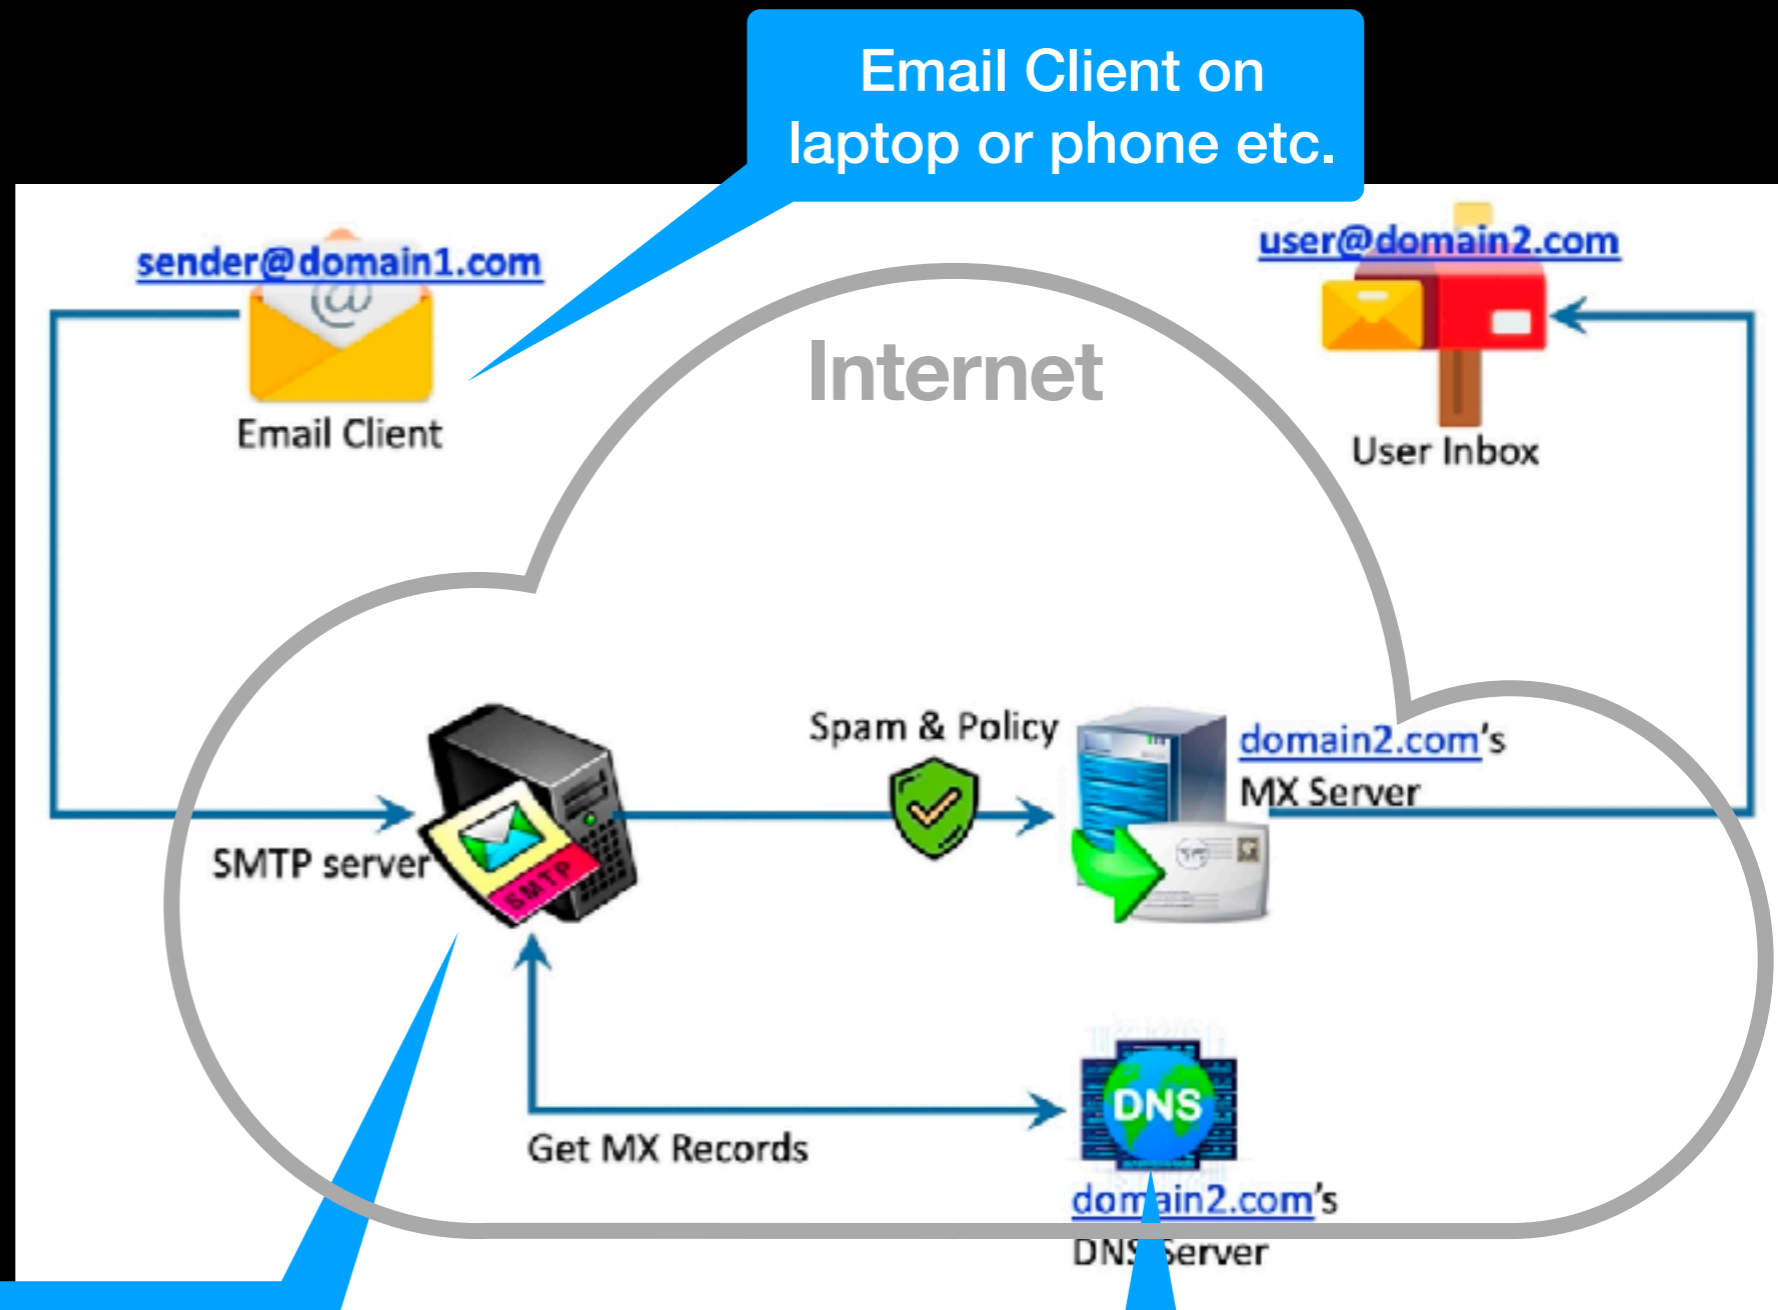 Email Client on
laptop or phone etc.
sender@domain1.com
@
Email Client
user@domain2.com
User Inbox
Internet
Spam & Policy
domain2.com's
MX Server
SMTP server
SMTP
Get MX Records
DNS
domain2.com's
DNS Server